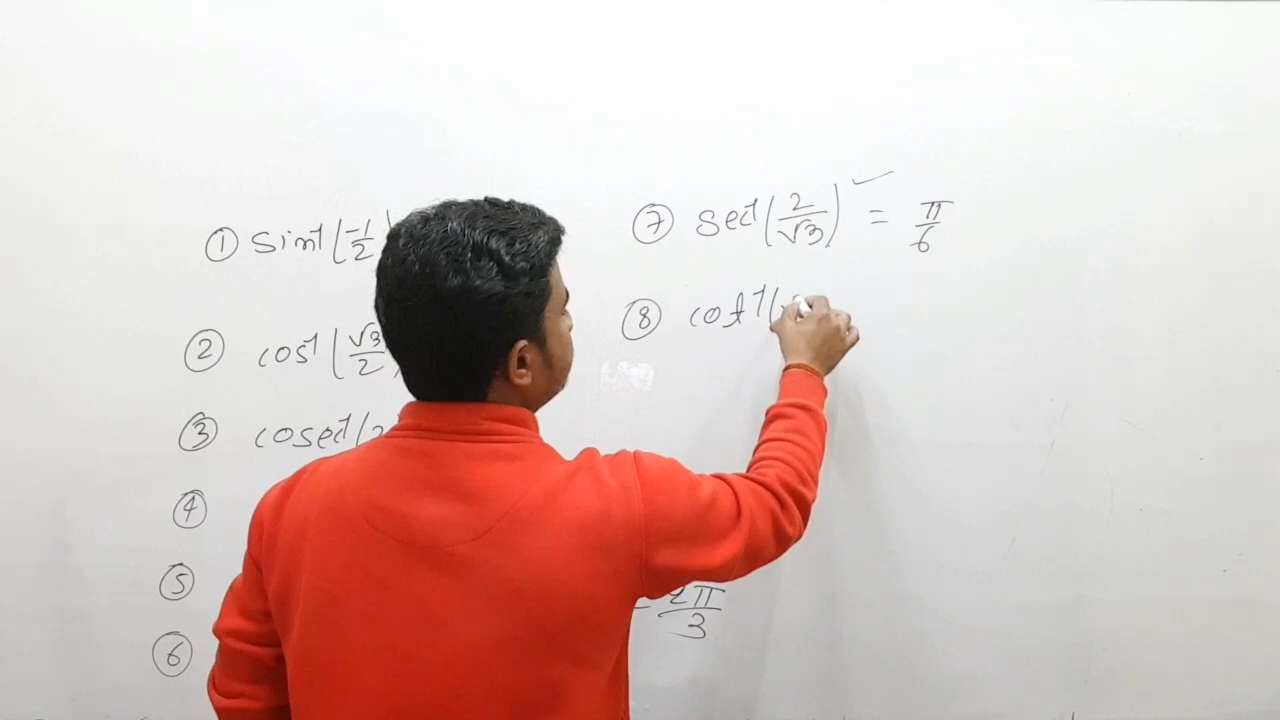 ① sin⁻¹(-1/2
② cos⁻¹(√3/2
③ cosec⁻¹(2
④
⑤ 2π/3
⑥
⑦ sec⁻¹(2/√3) ✓ = π/6
⑧ cot⁻¹(√